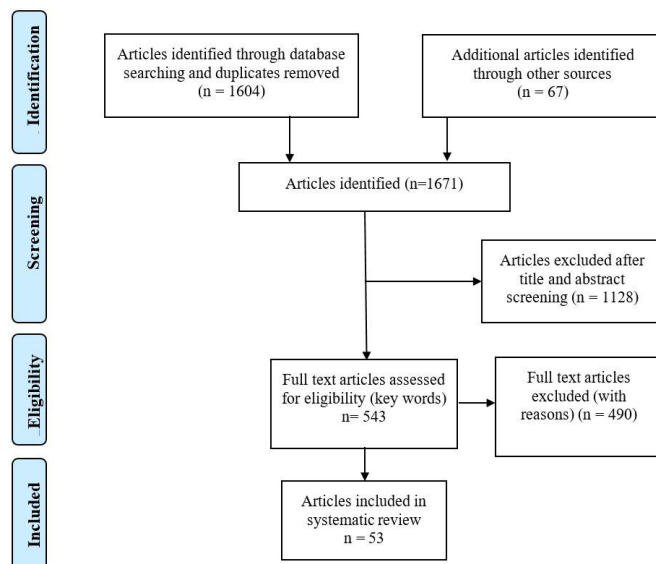 Identification
Articles identified through database
searching and duplicates removed
(n = 1604)
Additional articles identified
through other sources
(n = 67)
Screening
Articles identified (n=1671)
Articles excluded after
title and abstract
screening (n = 1128)
Eligibility
Full text articles assessed
for eligibility (key words)
n= 543
Full text articles
excluded (with
reasons) (n = 490)
Included
Articles included in
systematic review
n = 53